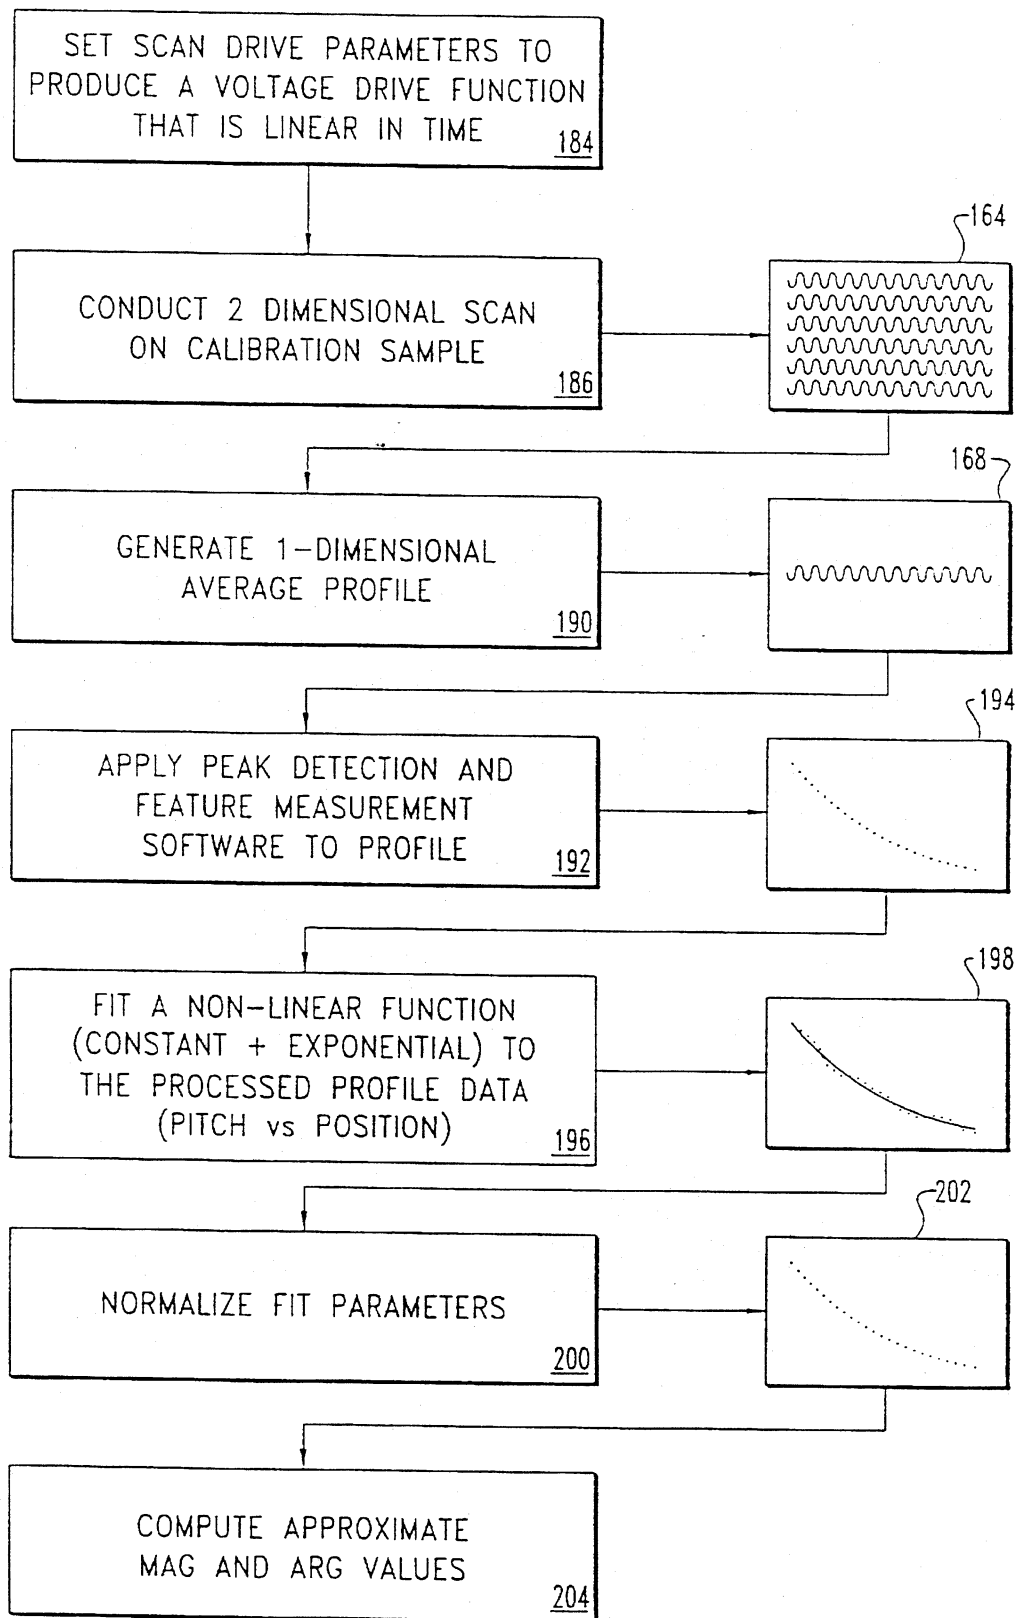 SET SCAN DRIVE PARAMETERS TO
PRODUCE A VOLTAGE DRIVE FUNCTION
THAT IS LINEAR IN TIME
184
164
CONDUCT 2 DIMENSIONAL SCAN
ON CALIBRATION SAMPLE
186
168
GENERATE 1-DIMENSIONAL
AVERAGE PROFILE
190
194
APPLY PEAK DETECTION AND
FEATURE MEASUREMENT
SOFTWARE TO PROFILE
192
198
FIT A NON-LINEAR FUNCTION
(CONSTANT + EXPONENTIAL) TO
THE PROCESSED PROFILE DATA
(PITCH vs POSITION)
196
202
NORMALIZE FIT PARAMETERS
200
COMPUTE APPROXIMATE
MAG AND ARG VALUES
204